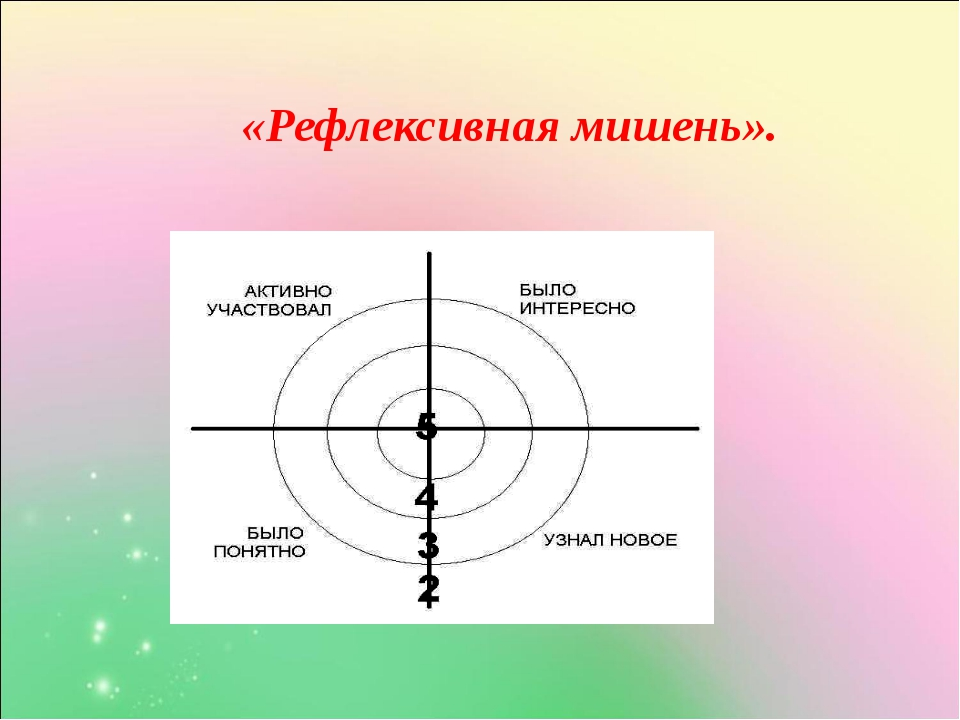 «Рефлексивная мишень».
АКТИВНО
УЧАСТВОВАЛ
БЫЛО
ИНТЕРЕСНО
5
4
3
2
БЫЛО
ПОНЯТНО
УЗНАЛ НОВОЕ